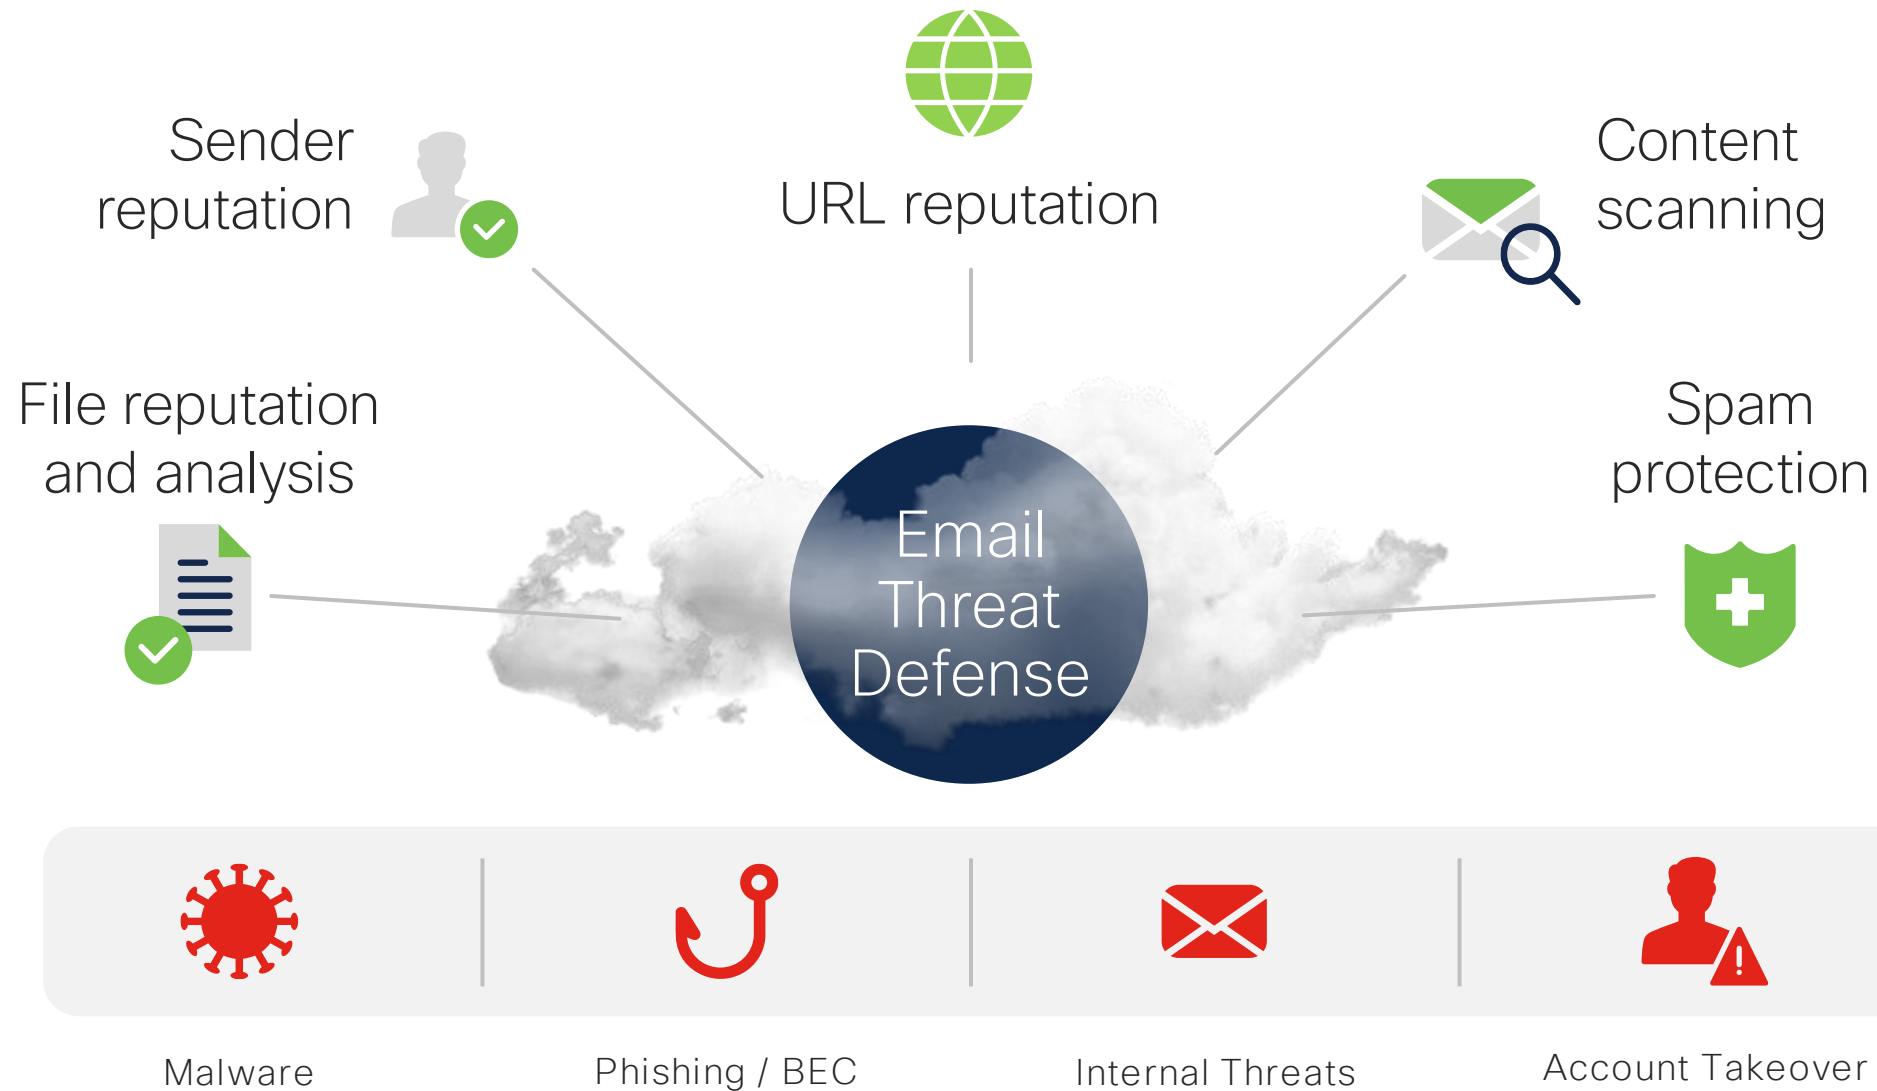 Sender
reputation
URL reputation
Content
scanning
File reputation
and analysis
Spam
protection
Email
Threat
Defense
Malware
Phishing / BEC
Internal Threats
Account Takeover